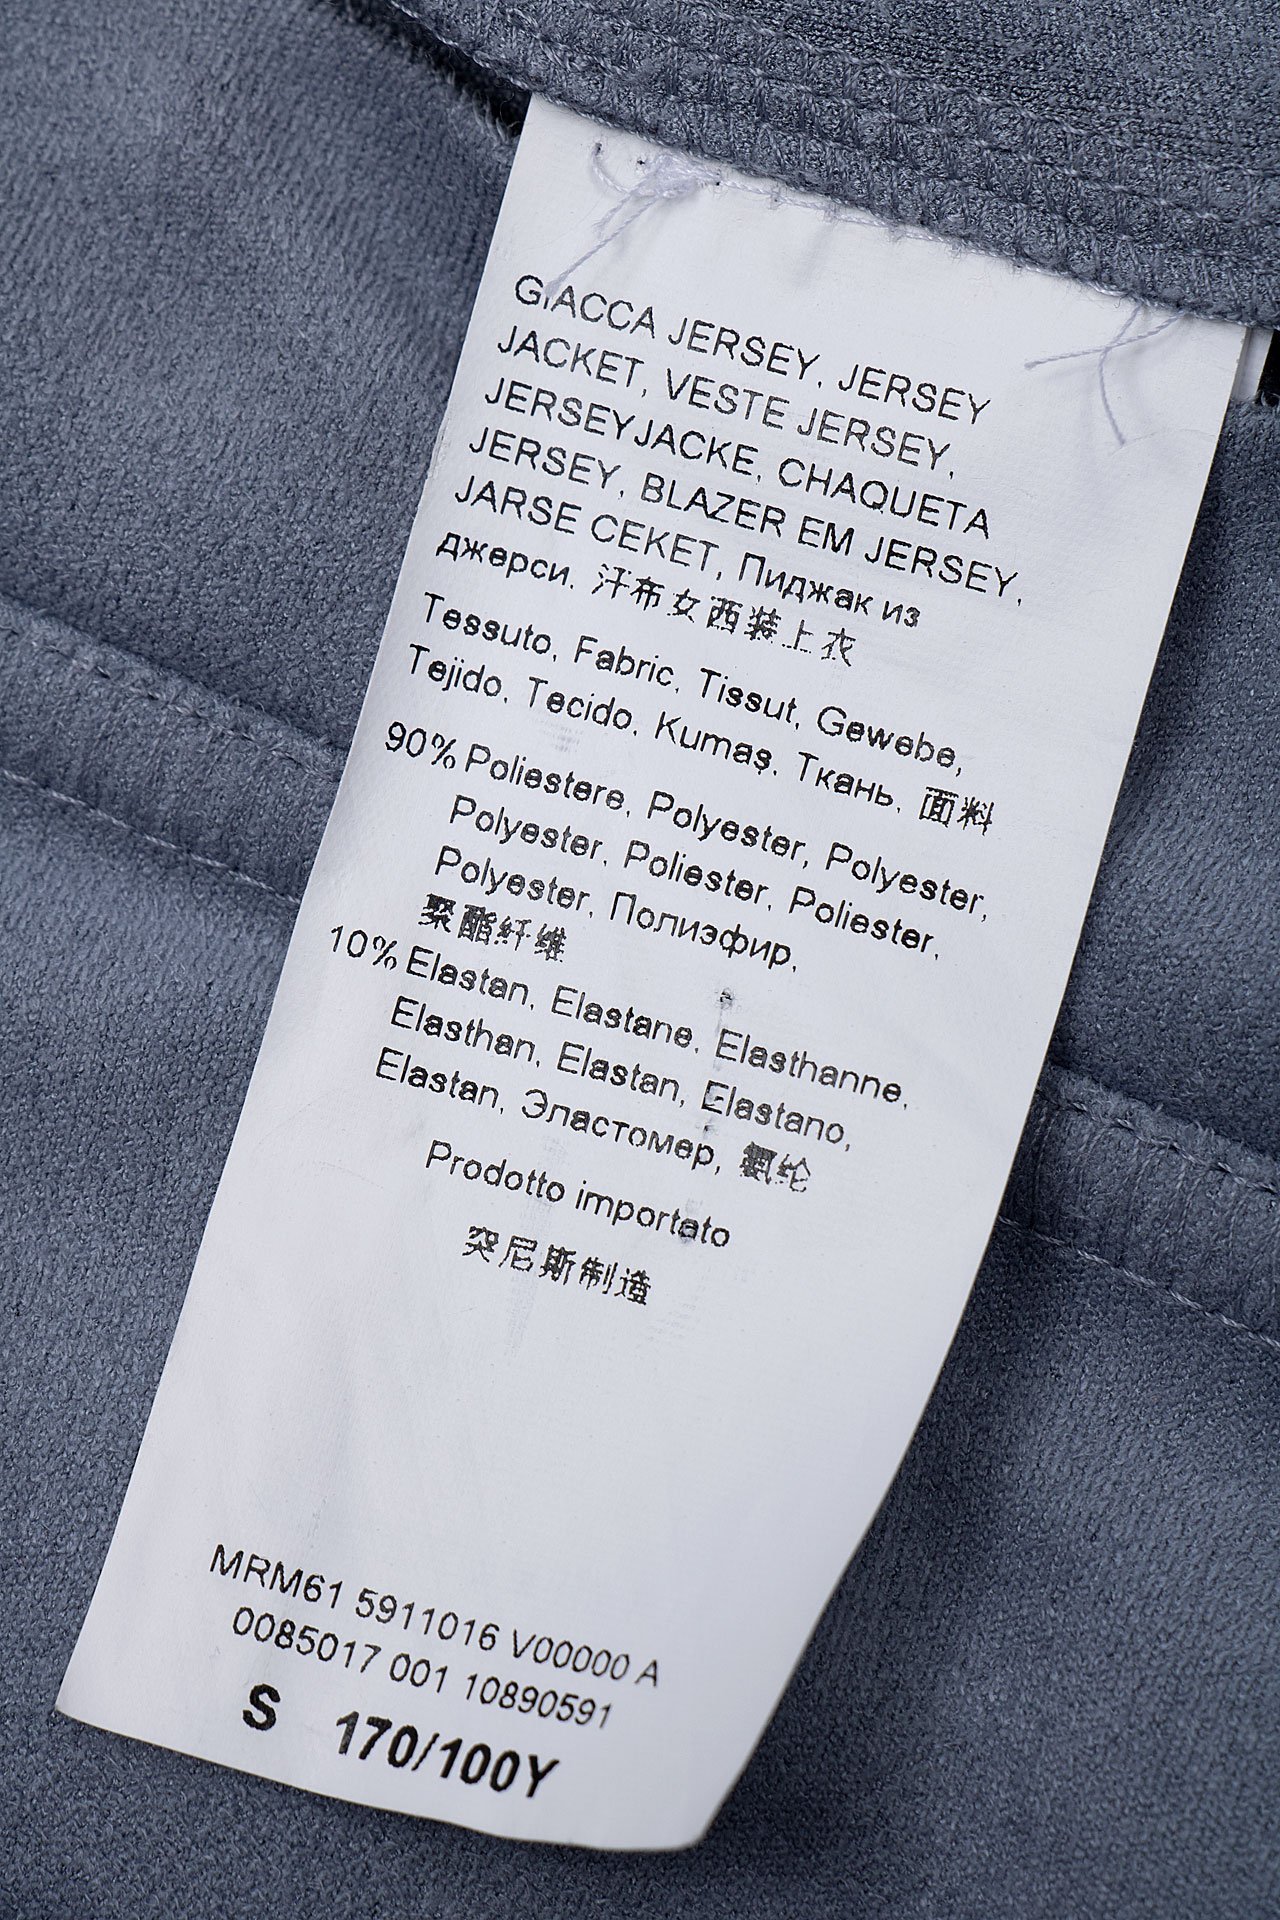 GIACCA JERSEY, JERSEY
JACKET, VESTE JERSEY,
JERSEYJACKE, CHAQUETA
JERSEY, BLAZER EM JERSEY,
JARSE CEKET, Пиджак из
джерси, 汗布女西装上衣
Tessuto, Fabric, Tissut, Gewebe,
Tejido, Tecido, Kumaş, Ткань, 面料
90% Poliestere, Polyester, Polyester,
Polyester, Poliester, Poliester,
Polyester, Полиэфир,
聚酯纤维
10% Elastan, Elastane, Elasthanne,
Elasthan, Elastan, Elastano,
Elastan, Эластомер, 氨纶
Prodotto importato
突尼斯制造
MRM61 5911016 V00000 A
0085017 001 10890591
S 170/100Y